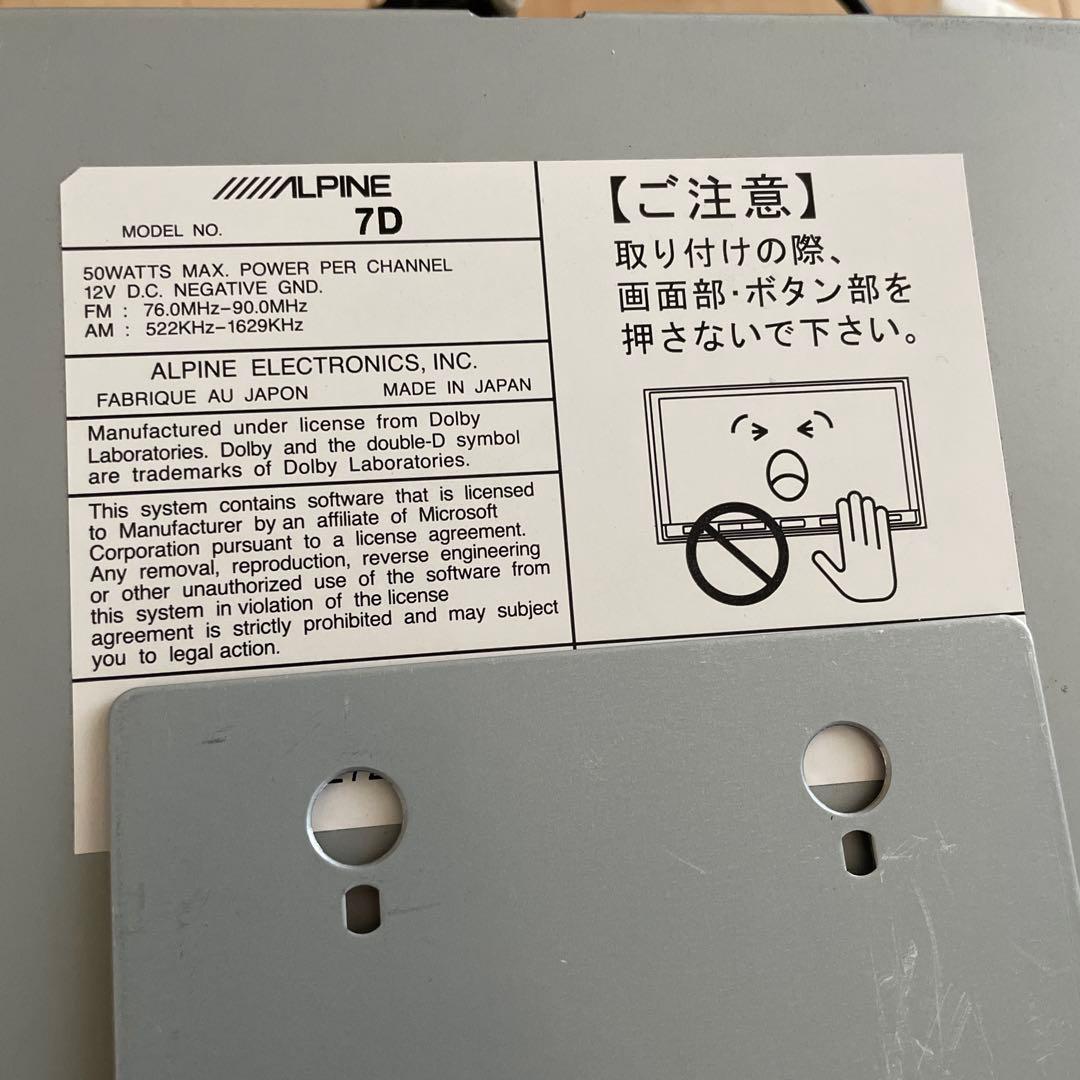 ALPINE
MODEL NO. 7D
50WATTS MAX. POWER PER CHANNEL
12V D.C. NEGATIVE GND.
FM : 76.0MHz-90.0MHz
AM : 522KHz-1629KHz
ALPINE ELECTRONICS, INC.
FABRIQUE AU JAPON MADE IN JAPAN
Manufactured under license from Dolby
Laboratories. Dolby and the double-D symbol
are trademarks of Dolby Laboratories.
This system contains software that is licensed
to Manufacturer by an affiliate of Microsoft
Corporation pursuant to a license agreement.
Any removal, reproduction, reverse engineering
or other unauthorized use of the software from
this system in violation of the license
agreement is strictly prohibited and may subject
you to legal action.
【ご注意】
取り付けの際、
画面部・ボタン部を
押さないで下さい。